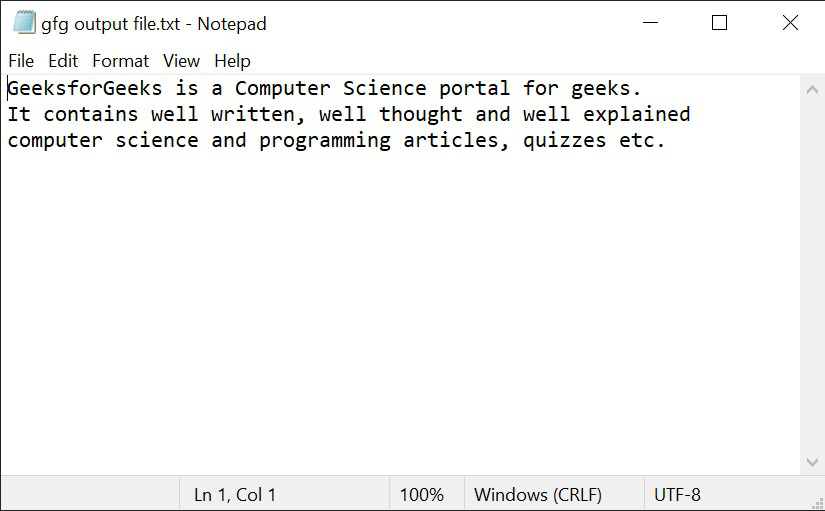 gfg output file.txt - Notepad
File Edit Format View Help
GeeksforGeeks is a Computer Science portal for geeks.
It contains well written, well thought and well explained
computer science and programming articles, quizzes etc.
Ln 1, Col 1 100% Windows (CRLF) UTF-8